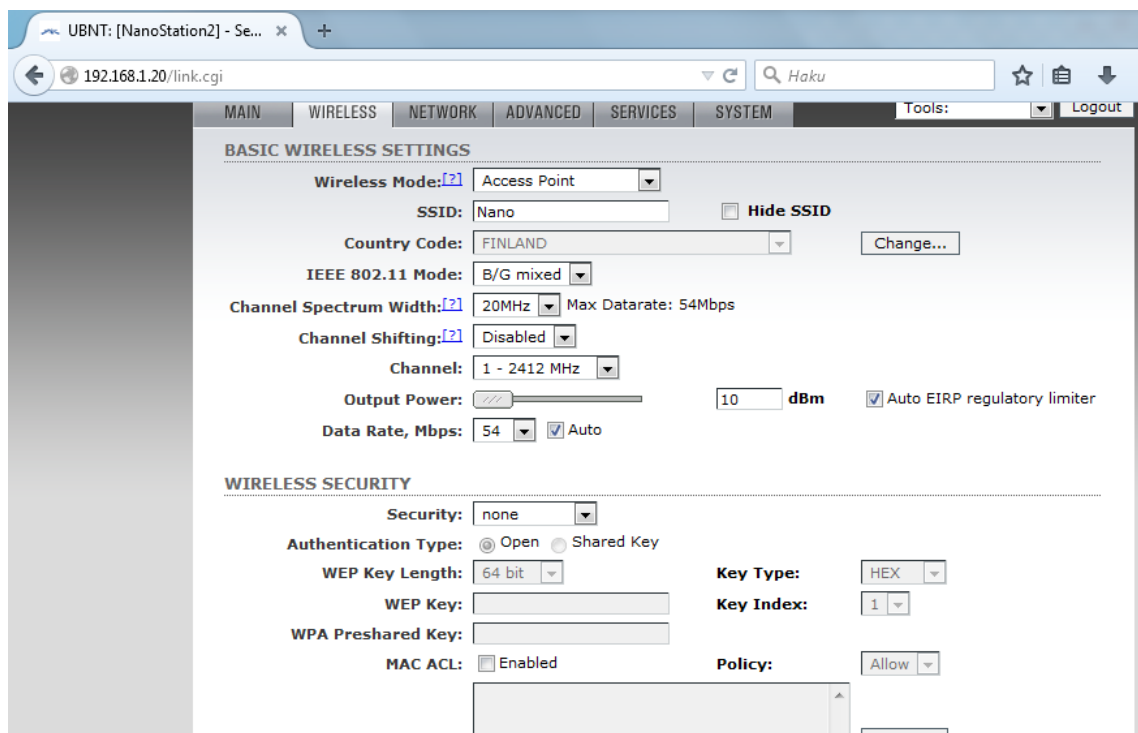 UBNT: [NanoStation2] - Se...
192.168.1.20/link.cgi
Haku
MAIN WIRELESS NETWORK ADVANCED SERVICES SYSTEM Tools: Logout
BASIC WIRELESS SETTINGS
Wireless Mode:[?] Access Point
SSID: Nano Hide SSID
Country Code: FINLAND Change...
IEEE 802.11 Mode: B/G mixed
Channel Spectrum Width:[?] 20MHz Max Datarate: 54Mbps
Channel Shifting:[?] Disabled
Channel: 1 - 2412 MHz
Output Power: 10 dBm Auto EIRP regulatory limiter
Data Rate, Mbps: 54 Auto
WIRELESS SECURITY
Security: none
Authentication Type: Open Shared Key
WEP Key Length: 64 bit Key Type: HEX
WEP Key: Key Index: 1
WPA Preshared Key:
MAC ACL: Enabled Policy: Allow